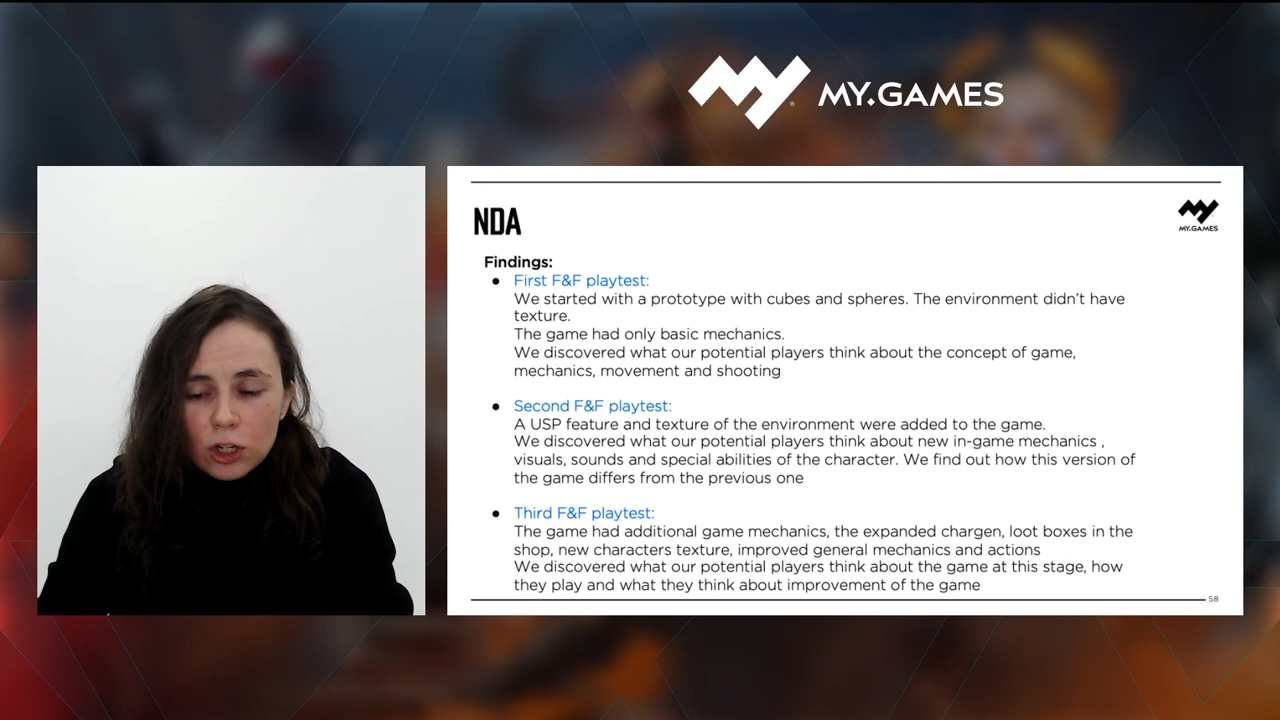 MY.GAMES
NDA
MY.GAMES
Findings:
● First F&F playtest:
We started with a prototype with cubes and spheres. The environment didn't have
texture.
The game had only basic mechanics.
We discovered what our potential players think about the concept of game,
mechanics, movement and shooting
● Second F&F playtest:
A USP feature and texture of the environment were added to the game.
We discovered what our potential players think about new in-game mechanics ,
visuals, sounds and special abilities of the character. We find out how this version of
the game differs from the previous one
● Third F&F playtest:
The game had additional game mechanics, the expanded chargen, loot boxes in the
shop, new characters texture, improved general mechanics and actions
We discovered what our potential players think about the game at this stage, how
they play and what they think about improvement of the game
58